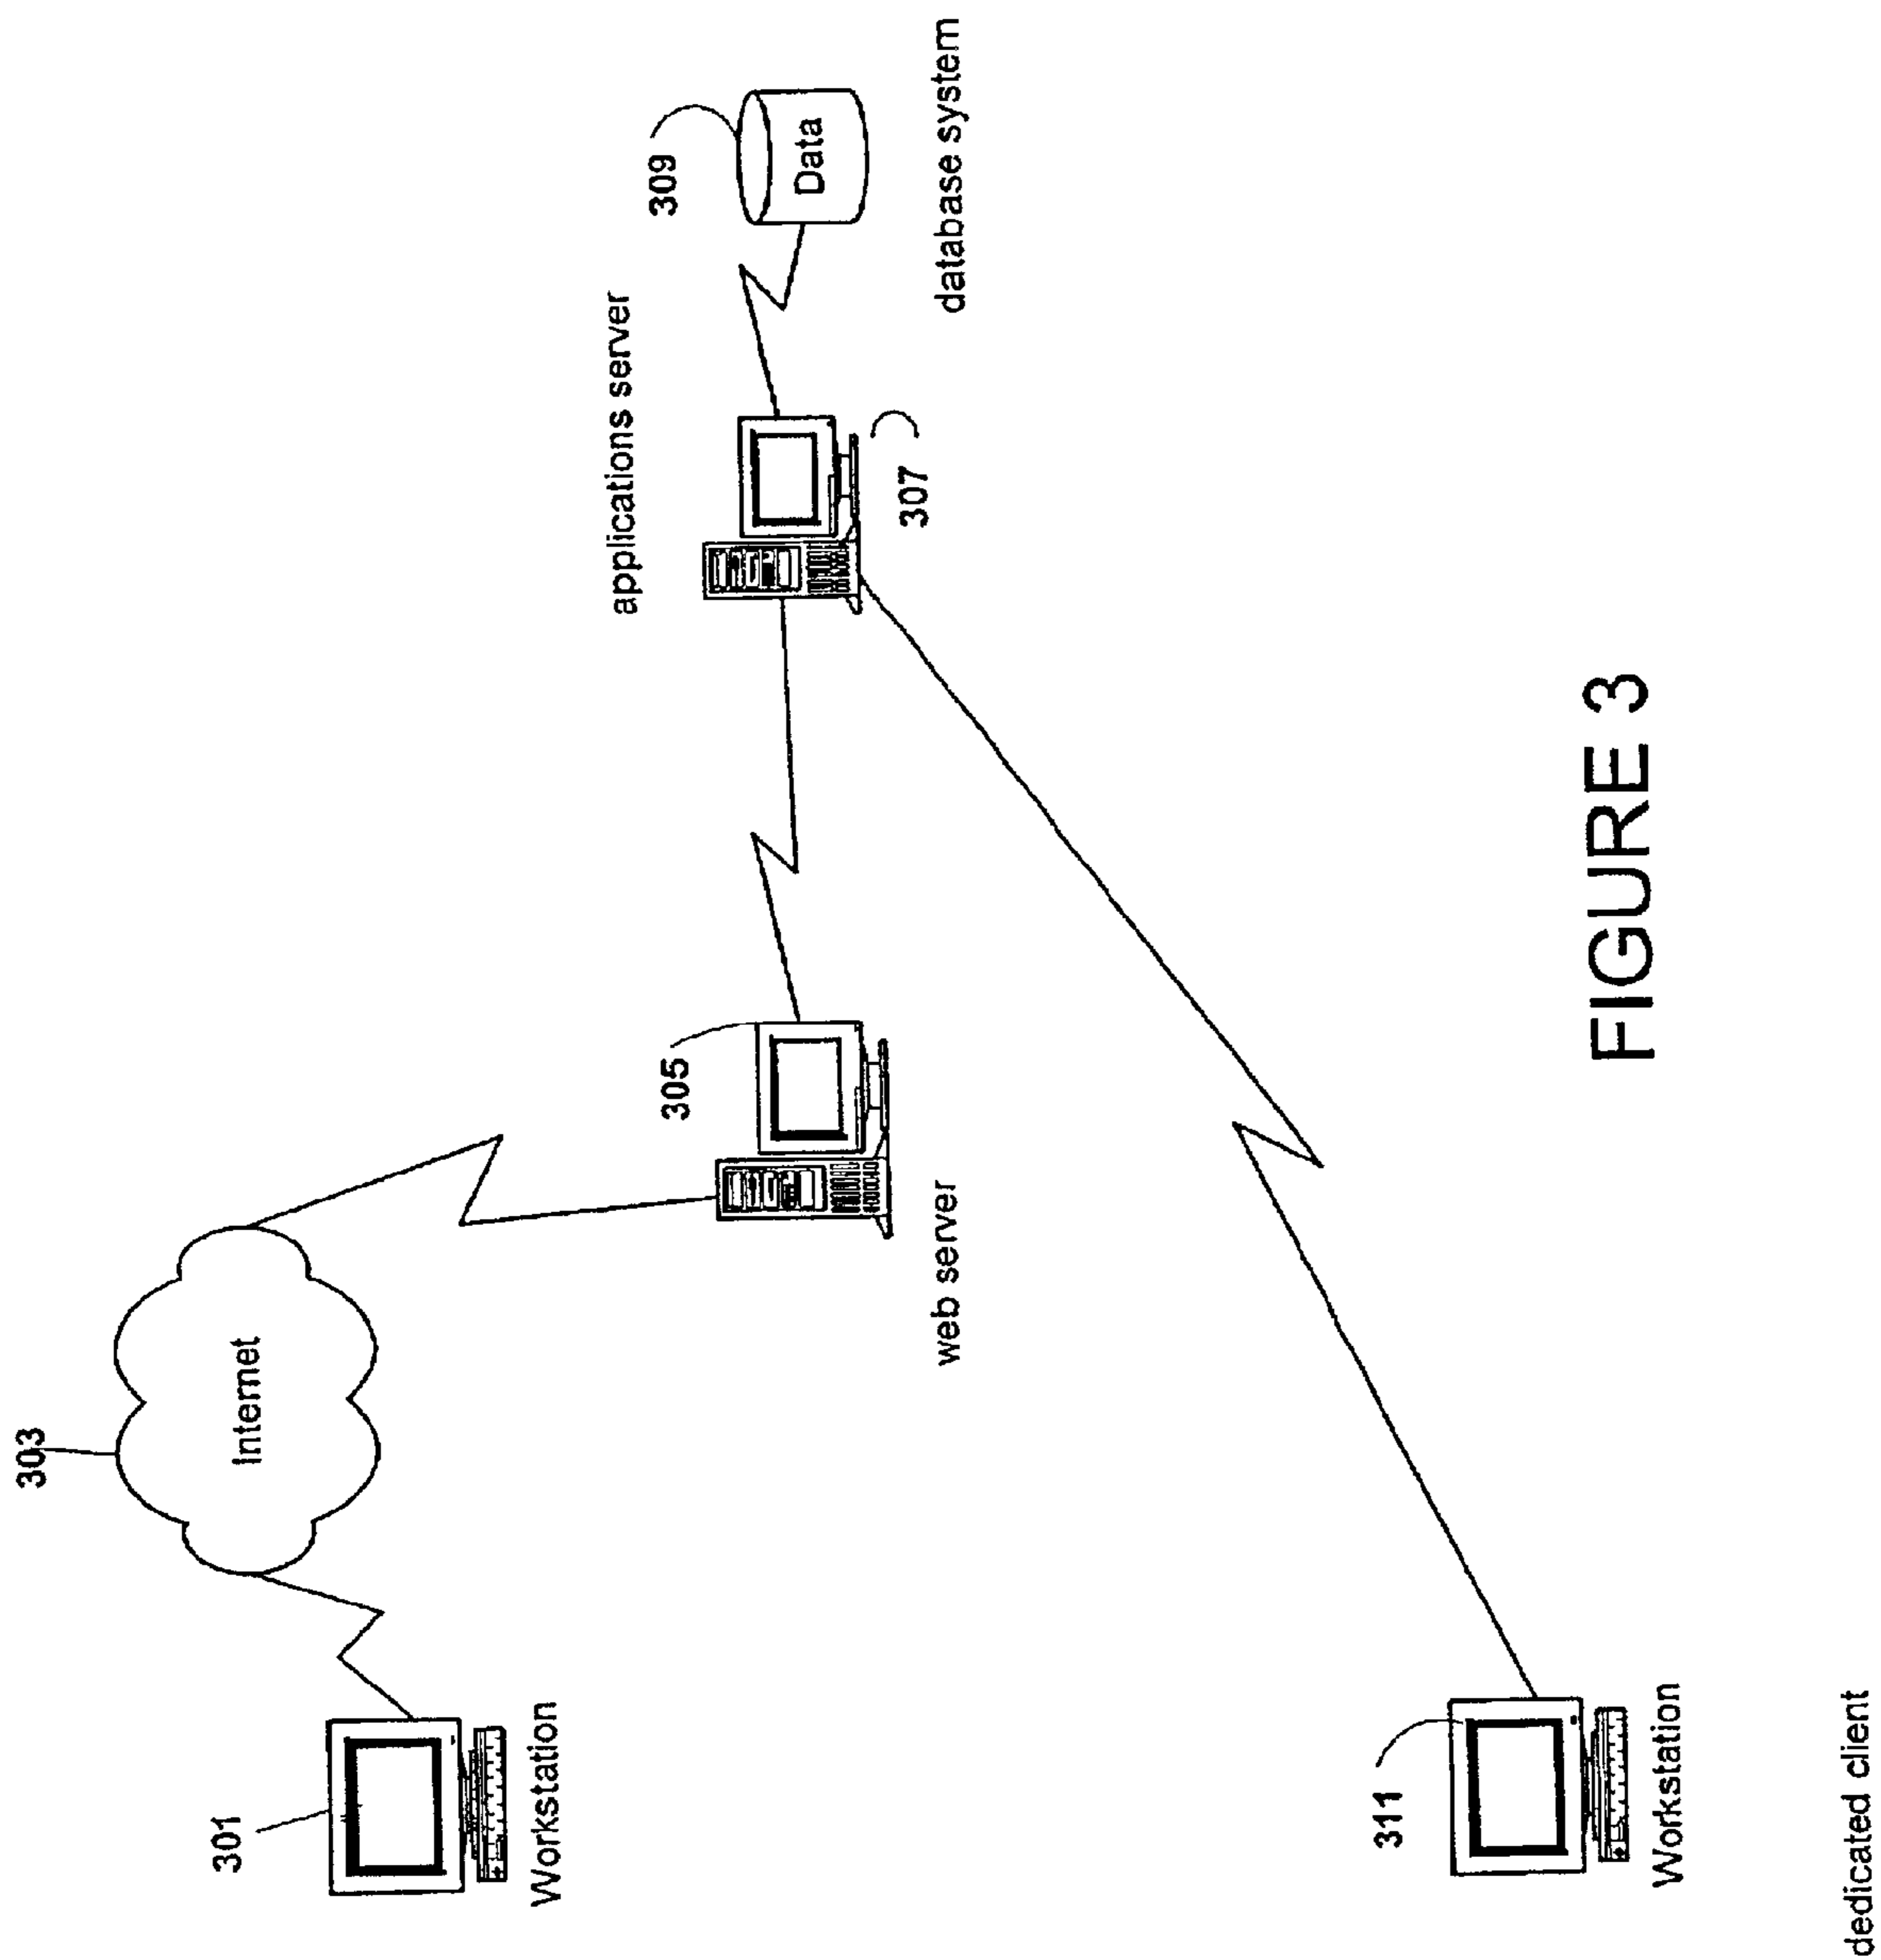 303
Internet
301
Workstation
305
web server
applications server
307
309
Data
database system
311
Workstation
dedicated client
FIGURE 3